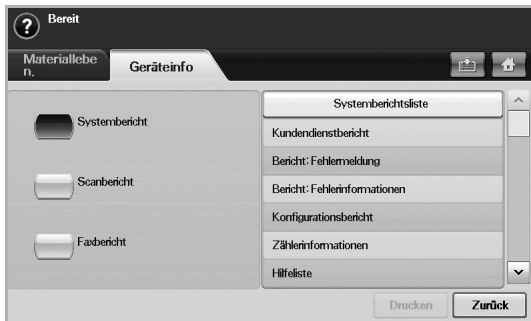 Bereit
Materiallebe
n.
Geräteinfo
Systembericht
Scanbericht
Faxbericht
Systemberichtsliste
Kundendienstbericht
Bericht: Fehlermeldung
Bericht: Fehlerinformationen
Konfigurationsbericht
Zählerinformationen
Hilfeliste
Drucken
Zurück